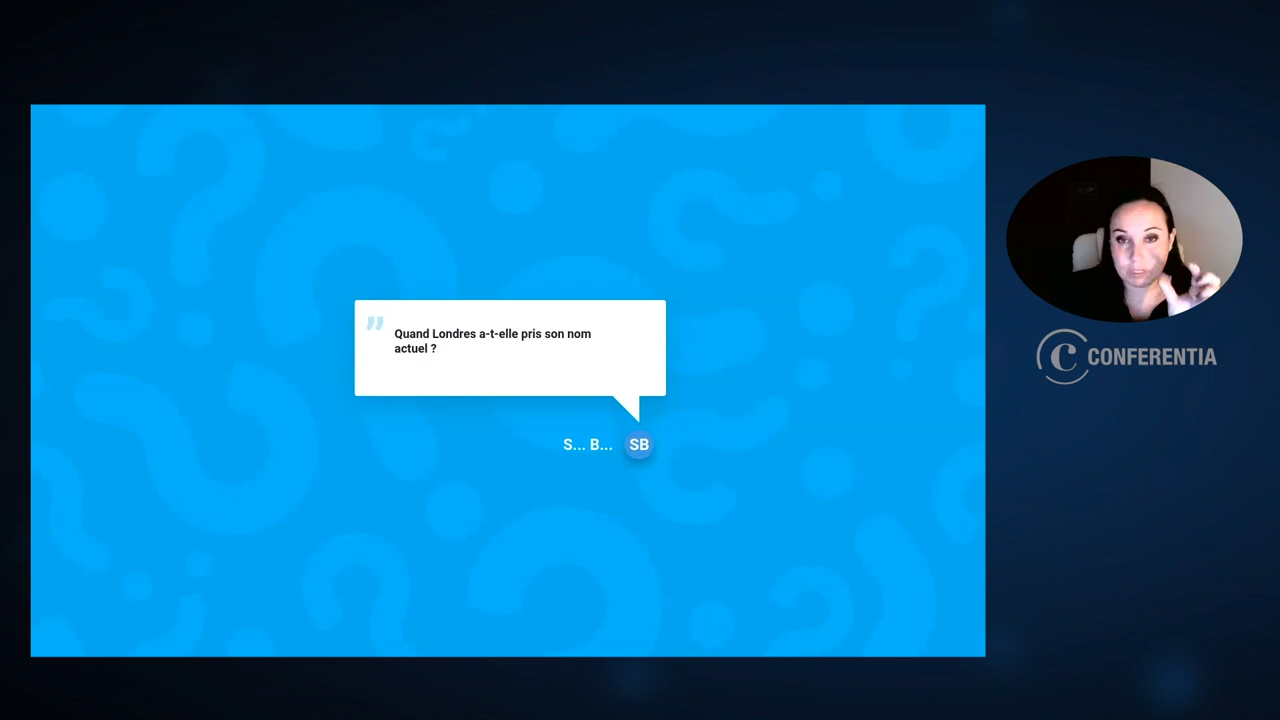 Quand Londres a-t-elle pris son nom
actuel ?
S... B...
SB
C CONFERENTIA